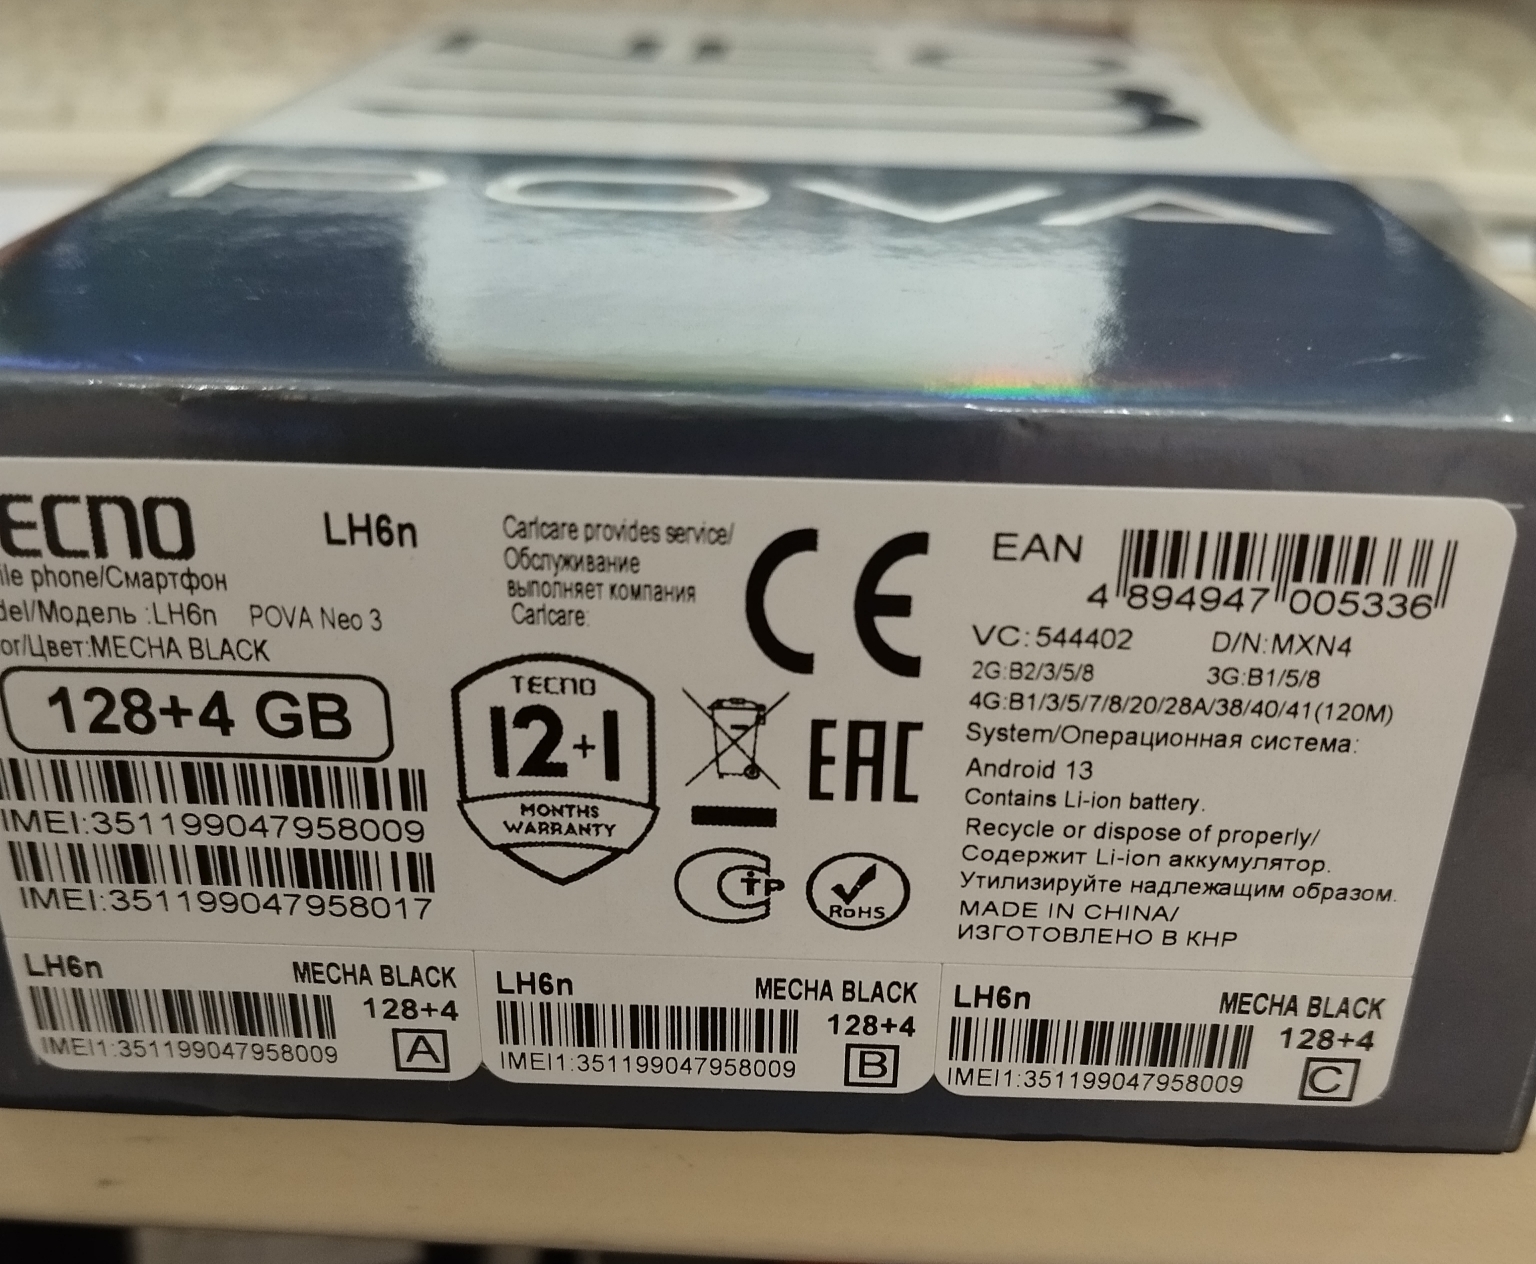 NEO
3
POVA
ECNO
LH6n
ile phone/Смартфон
del/Модель :LH6n POVA Neo 3
or/Цвет:MECHA BLACK
128+4 GB
IMEI:351199047958009
IMEI:351199047958017
Carlcare provides service/
Обслуживание
выполняет компания
Carlcare:
TECNO
12+1
MONTHS
WARRANTY
CE
EAC
СТР
RoHS
EAN
4 894947 005336
VC:544402 D/N:MXN4
2G:B2/3/5/8 3G:B1/5/8
4G:B1/3/5/7/8/20/28A/38/40/41(120M)
System/Операционная система:
Android 13
Contains Li-ion battery.
Recycle or dispose of properly/
Содержит Li-ion аккумулятор.
Утилизируйте надлежащим образом.
MADE IN CHINA/
ИЗГОТОВЛЕНО В КНР
LH6n MECHA BLACK
128+4
IMEI1:351199047958009 A
LH6n MECHA BLACK
128+4
IMEI1:351199047958009 B
LH6n MECHA BLACK
128+4
IMEI1:351199047958009 C